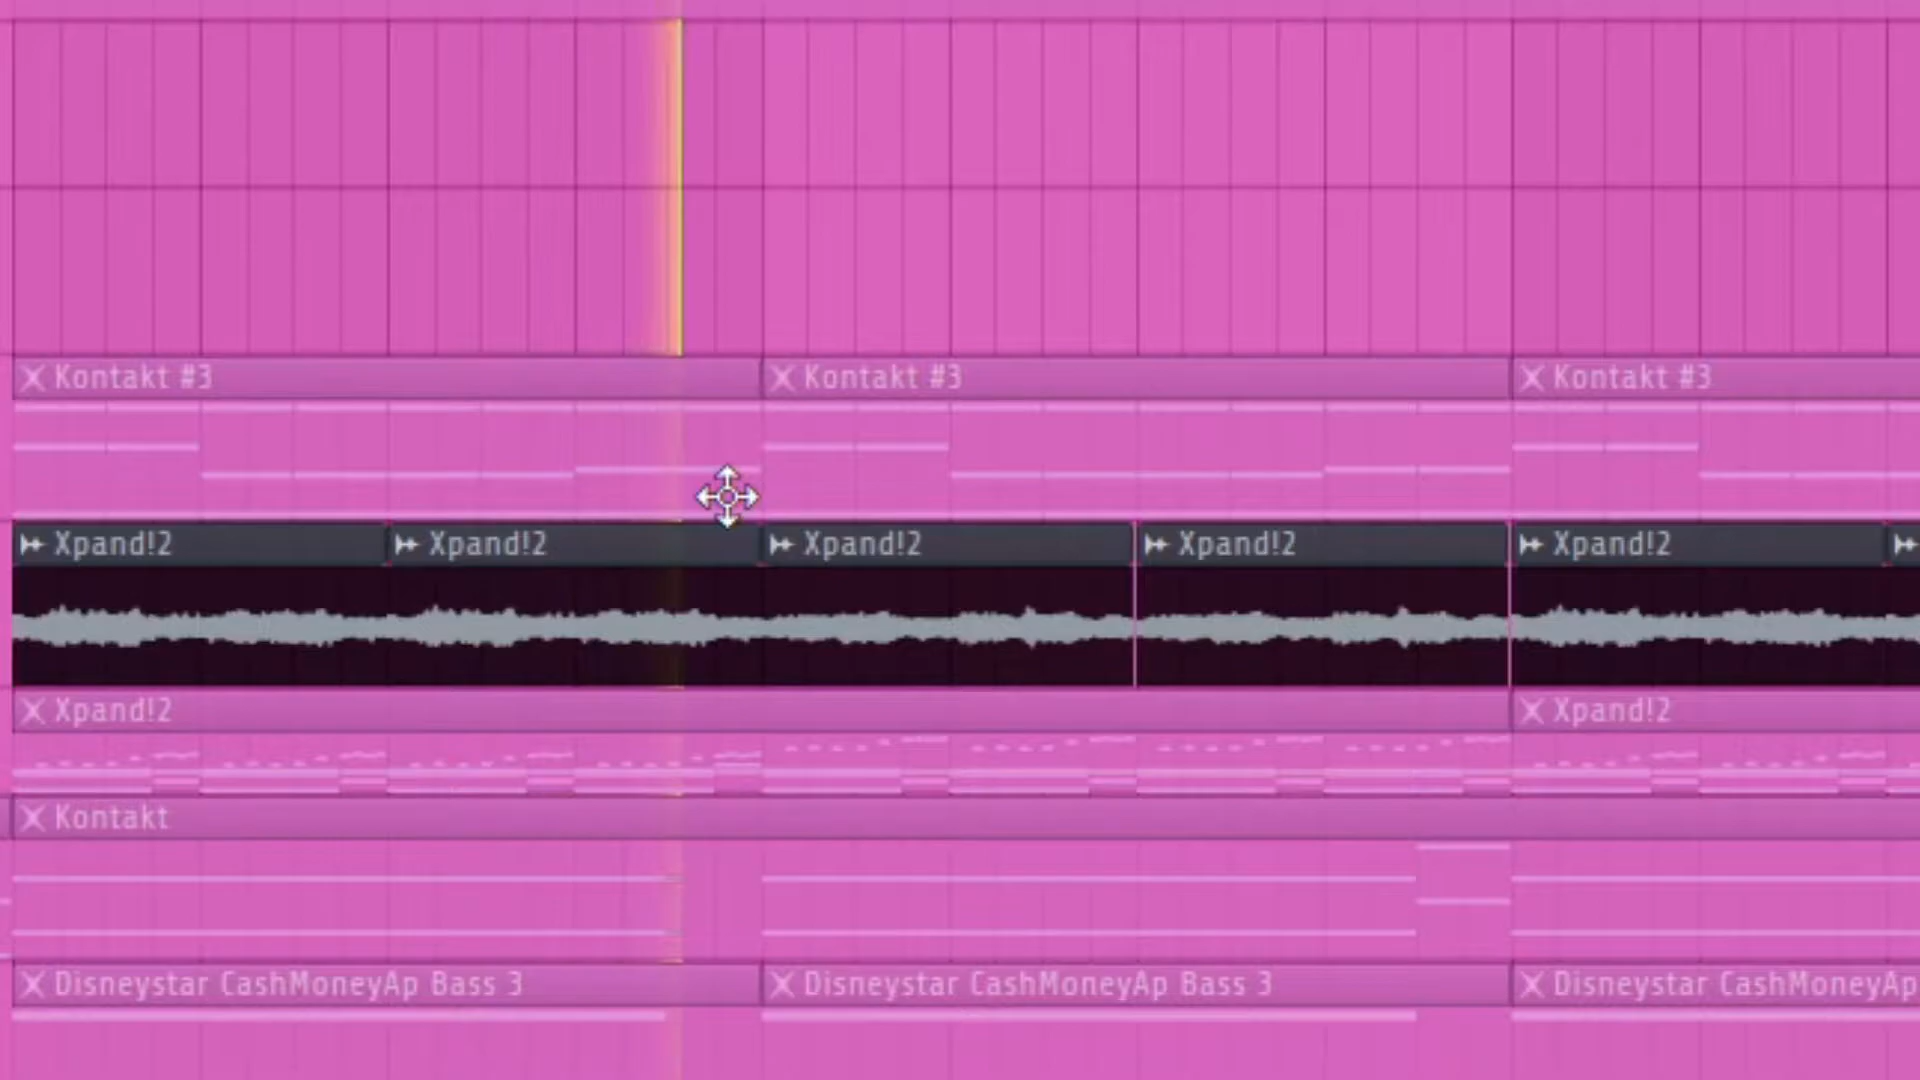 Kontakt #3 Kontakt #3 Kontakt #3
Xpand!2 Xpand!2 Xpand!2 Xpand!2 Xpand!2
Xpand!2 Xpand!2
Kontakt
Disneystar CashMoneyAp Bass 3 Disneystar CashMoneyAp Bass 3 Disneystar CashMoneyAp